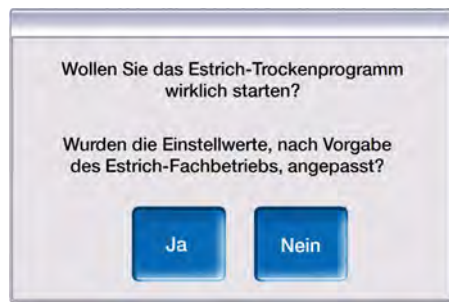 Wollen Sie das Estrich-Trockenprogramm
wirklich starten?
Wurden die Einstellwerte, nach Vorgabe
des Estrich-Fachbetriebs, angepasst?
Ja
Nein